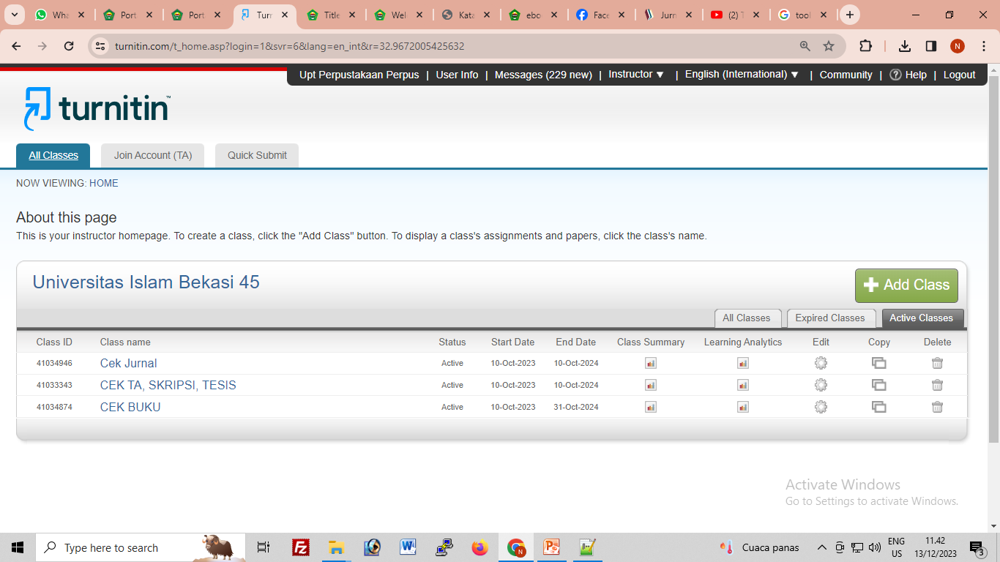 Wha
Port
Port
Turr
Title
Wel
Kata
ebo
Face
Jurn
(2) T
tool
turnitin.com/t_home.asp?login=1&svr=6&lang=en_int&r=32.9672005425632
N
Upt Perpustakaan Perpus | User Info | Messages (229 new) | Instructor ▼ | English (International) ▼ | Community | ? Help | Logout
turnitin™
All Classes Join Account (TA) Quick Submit
NOW VIEWING: HOME
About this page
This is your instructor homepage. To create a class, click the "Add Class" button. To display a class's assignments and papers, click the class's name.
Universitas Islam Bekasi 45
Add Class
All Classes Expired Classes Active Classes
Class ID Class name Status Start Date End Date Class Summary Learning Analytics Edit Copy Delete
41034946 Cek Jurnal Active 10-Oct-2023 10-Oct-2024
41033343 CEK TA, SKRIPSI, TESIS Active 10-Oct-2023 10-Oct-2024
41034874 CEK BUKU Active 10-Oct-2023 31-Oct-2024
Activate Windows
Go to Settings to activate Windows.
Type here to search
Cuaca panas
ENG
US
11.42
13/12/2023
3